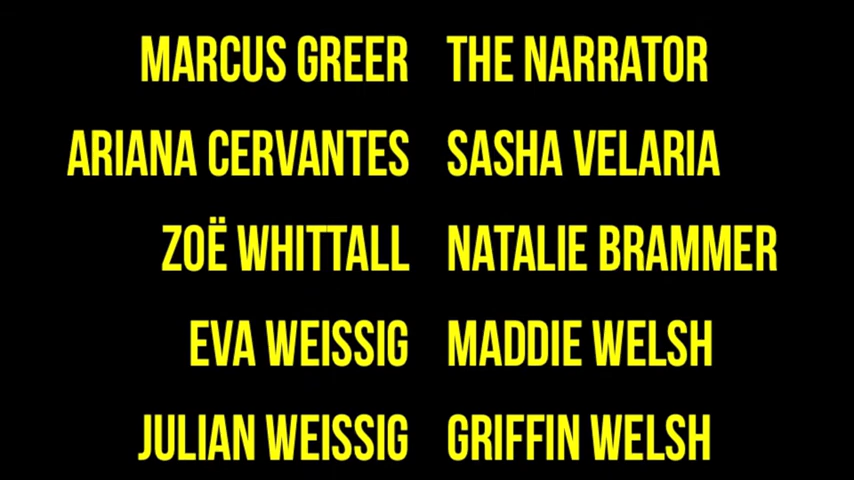 MARCUS GREER THE NARRATOR
ARIANA CERVANTES SASHA VELARIA
ZOË WHITTALL NATALIE BRAMMER
EVA WEISSIG MADDIE WELSH
JULIAN WEISSIG GRIFFIN WELSH